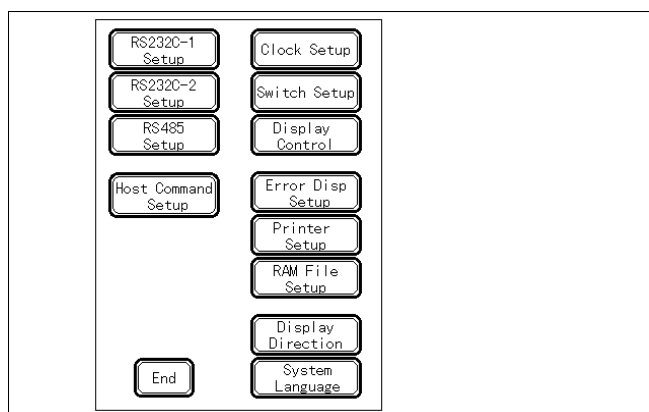 RS232C-1
Setup
RS232C-2
Setup
RS485
Setup
Host Command
Setup
End
Clock Setup
Switch Setup
Display
Control
Error Disp
Setup
Printer
Setup
RAM File
Setup
Display
Direction
System
Language